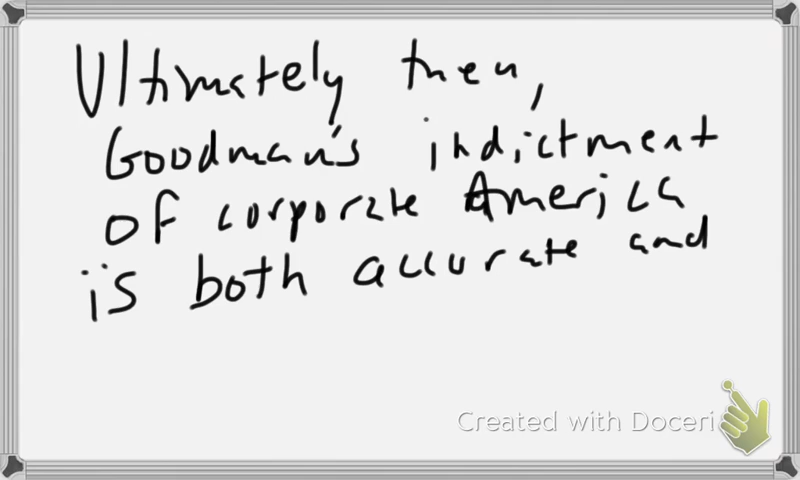 Ultimately then,
Goodman's indictment
of corporate America
is both accurate and
Created with Doceri